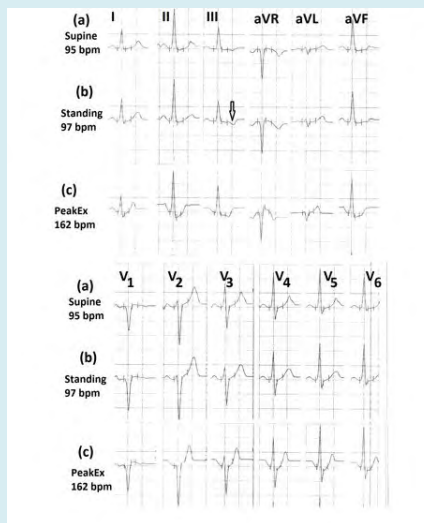 (a) I II III aVR aVL aVF
Supine
95 bpm
(b)
Standing
97 bpm
(c)
PeakEx
162 bpm
(a) V1 V2 V3 V4 V5 V6
Supine
95 bpm
(b)
Standing
97 bpm
(c)
PeakEx
162 bpm